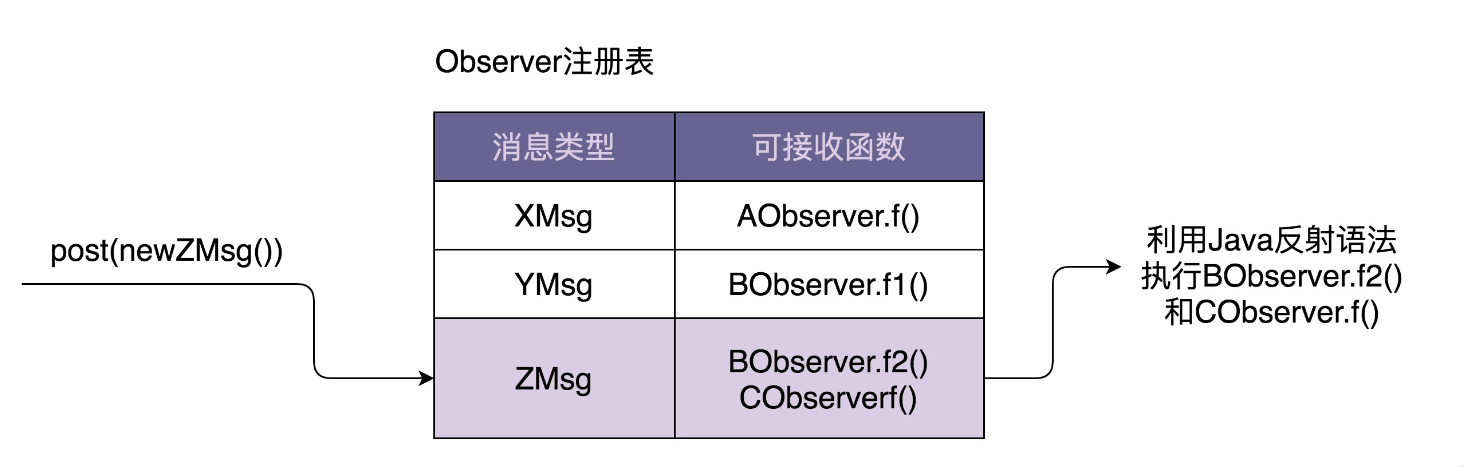 Observer注册表
消息类型 可接收函数
XMsg AObserver.f()
post(newZMsg())
YMsg BObserver.f1()
ZMsg
BObserver.f2()
CObserverf()
利用Java反射语法
执行BObserver.f2()
和CObserver.f()